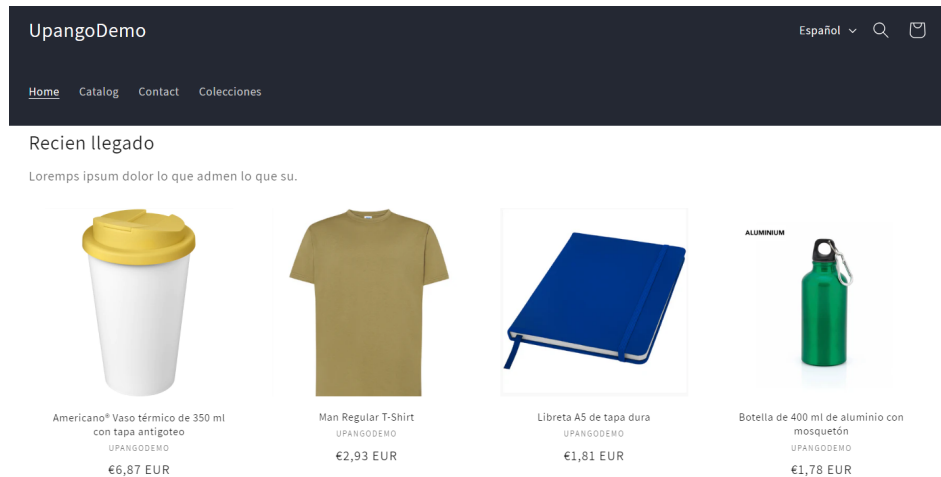 UpangoDemo
Español
Home Catalog Contact Colecciones
Recien llegado
Loremps ipsum dolor lo que admen lo que su.
ALUMINIUM
Americano® Vaso térmico de 350 ml
con tapa antigoteo
UPANGODEMO
€6,87 EUR
Man Regular T-Shirt
UPANGODEMO
€2,93 EUR
Libreta A5 de tapa dura
UPANGODEMO
€1,81 EUR
Botella de 400 ml de aluminio con
mosquetón
UPANGODEMO
€1,78 EUR